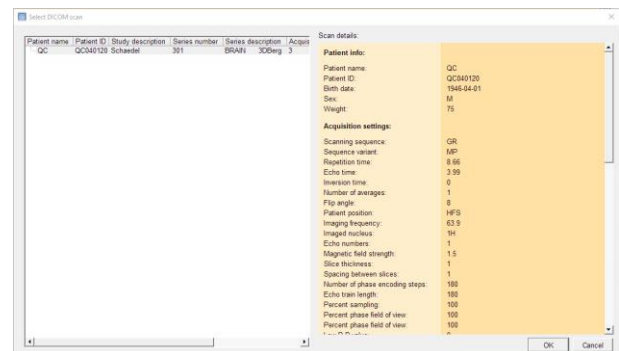 Select DICOM scan
Patient name Patient ID Study description Series number Series description Acquis
QC QC040120 Schaedel 301 BRAIN 3DBerg 3
Scan details:
Patient info:
Patient name: QC
Patient ID: QC040120
Birth date: 1946-04-01
Sex: M
Weight: 75
Acquisition settings:
Scanning sequence: GR
Sequence variant: MP
Repetition time: 8.66
Echo time: 3.99
Inversion time: 0
Number of averages: 1
Flip angle: 8
Patient position: HFS
Imaging frequency: 63.9
Imaged nucleus: 1H
Echo numbers: 1
Magnetic field strength: 1.5
Slice thickness: 1
Spacing between slices: 1
Number of phase encoding steps: 180
Echo train length: 180
Percent sampling: 100
Percent phase field of view: 100
Percent phase field of view: 100
OK Cancel